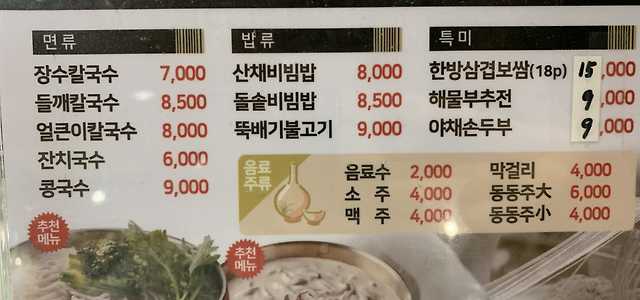 면류
장수칼국수 7,000
들깨칼국수 8,500
얼큰이칼국수 8,000
잔치국수 6,000
콩국수 9,000
밥류
산채비빔밥 8,000
돌솥비빔밥 8,500
뚝배기불고기 9,000
특미
한방삼겹보쌈(18p) 15,000
해물부추전 9,000
야채손두부 9,000
음료
주류
음료수 2,000
소 주 4,000
맥 주 4,000
막걸리 4,000
동동주大 6,000
동동주小 4,000
추천
메뉴
추천
메뉴